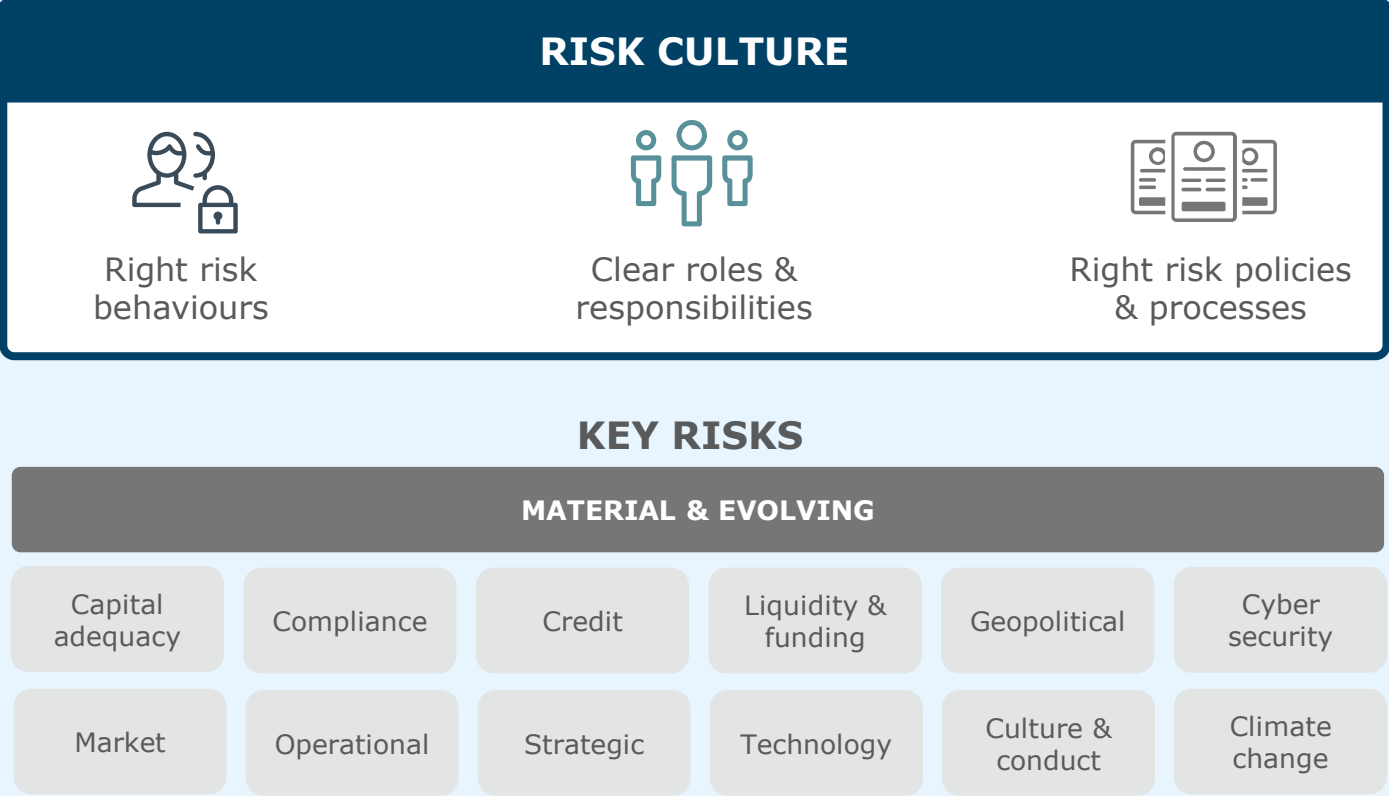 RISK CULTURE
Right risk
behaviours
Clear roles &
responsibilities
Right risk policies
& processes
KEY RISKS
MATERIAL & EVOLVING
Capital
adequacy
Compliance
Credit
Liquidity &
funding
Geopolitical
Cyber
security
Market
Operational
Strategic
Technology
Culture &
conduct
Climate
change